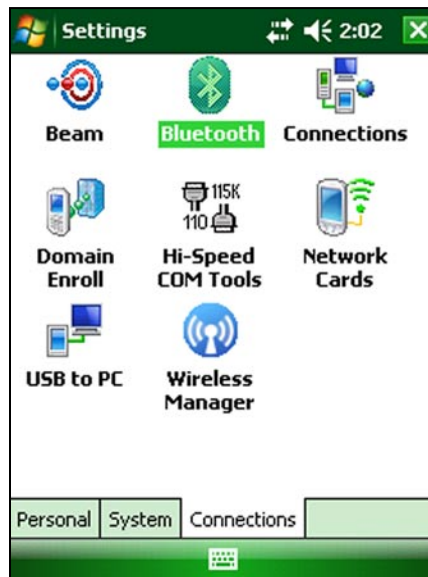 Settings 2:02
Beam Bluetooth Connections
115K
110
Domain Enroll
Hi-Speed COM Tools
Network Cards
USB to PC
Wireless Manager
Personal System Connections